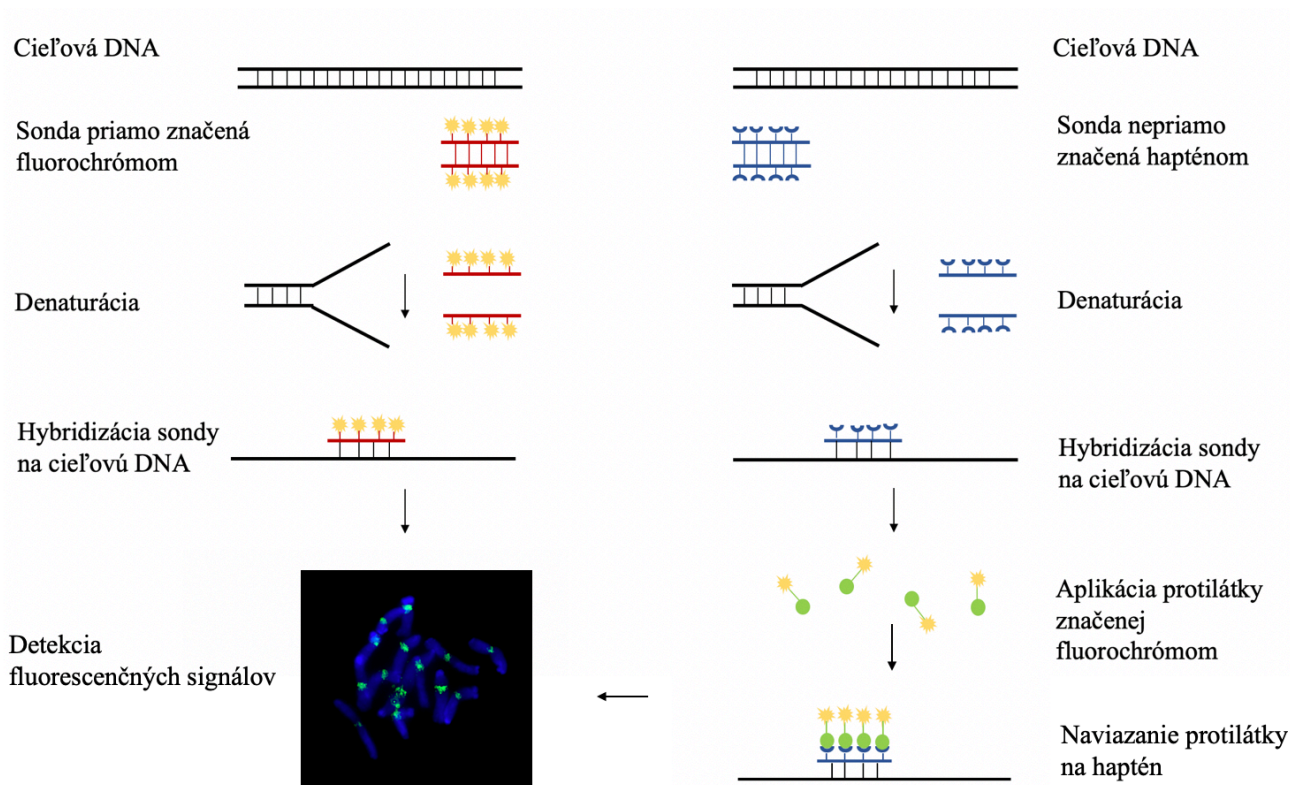 Cieľová DNA
Sonda priamo značená
fluorochrómom
Denaturácia
Hybridizácia sondy
na cieľovú DNA
Detekcia
fluorescenčných signálov
Cieľová DNA
Sonda nepriamo
značená hapténom
Denaturácia
Hybridizácia sondy
na cieľovú DNA
Aplikácia protilátky
značenej
fluorochrómom
Naviazanie protilátky
na haptén